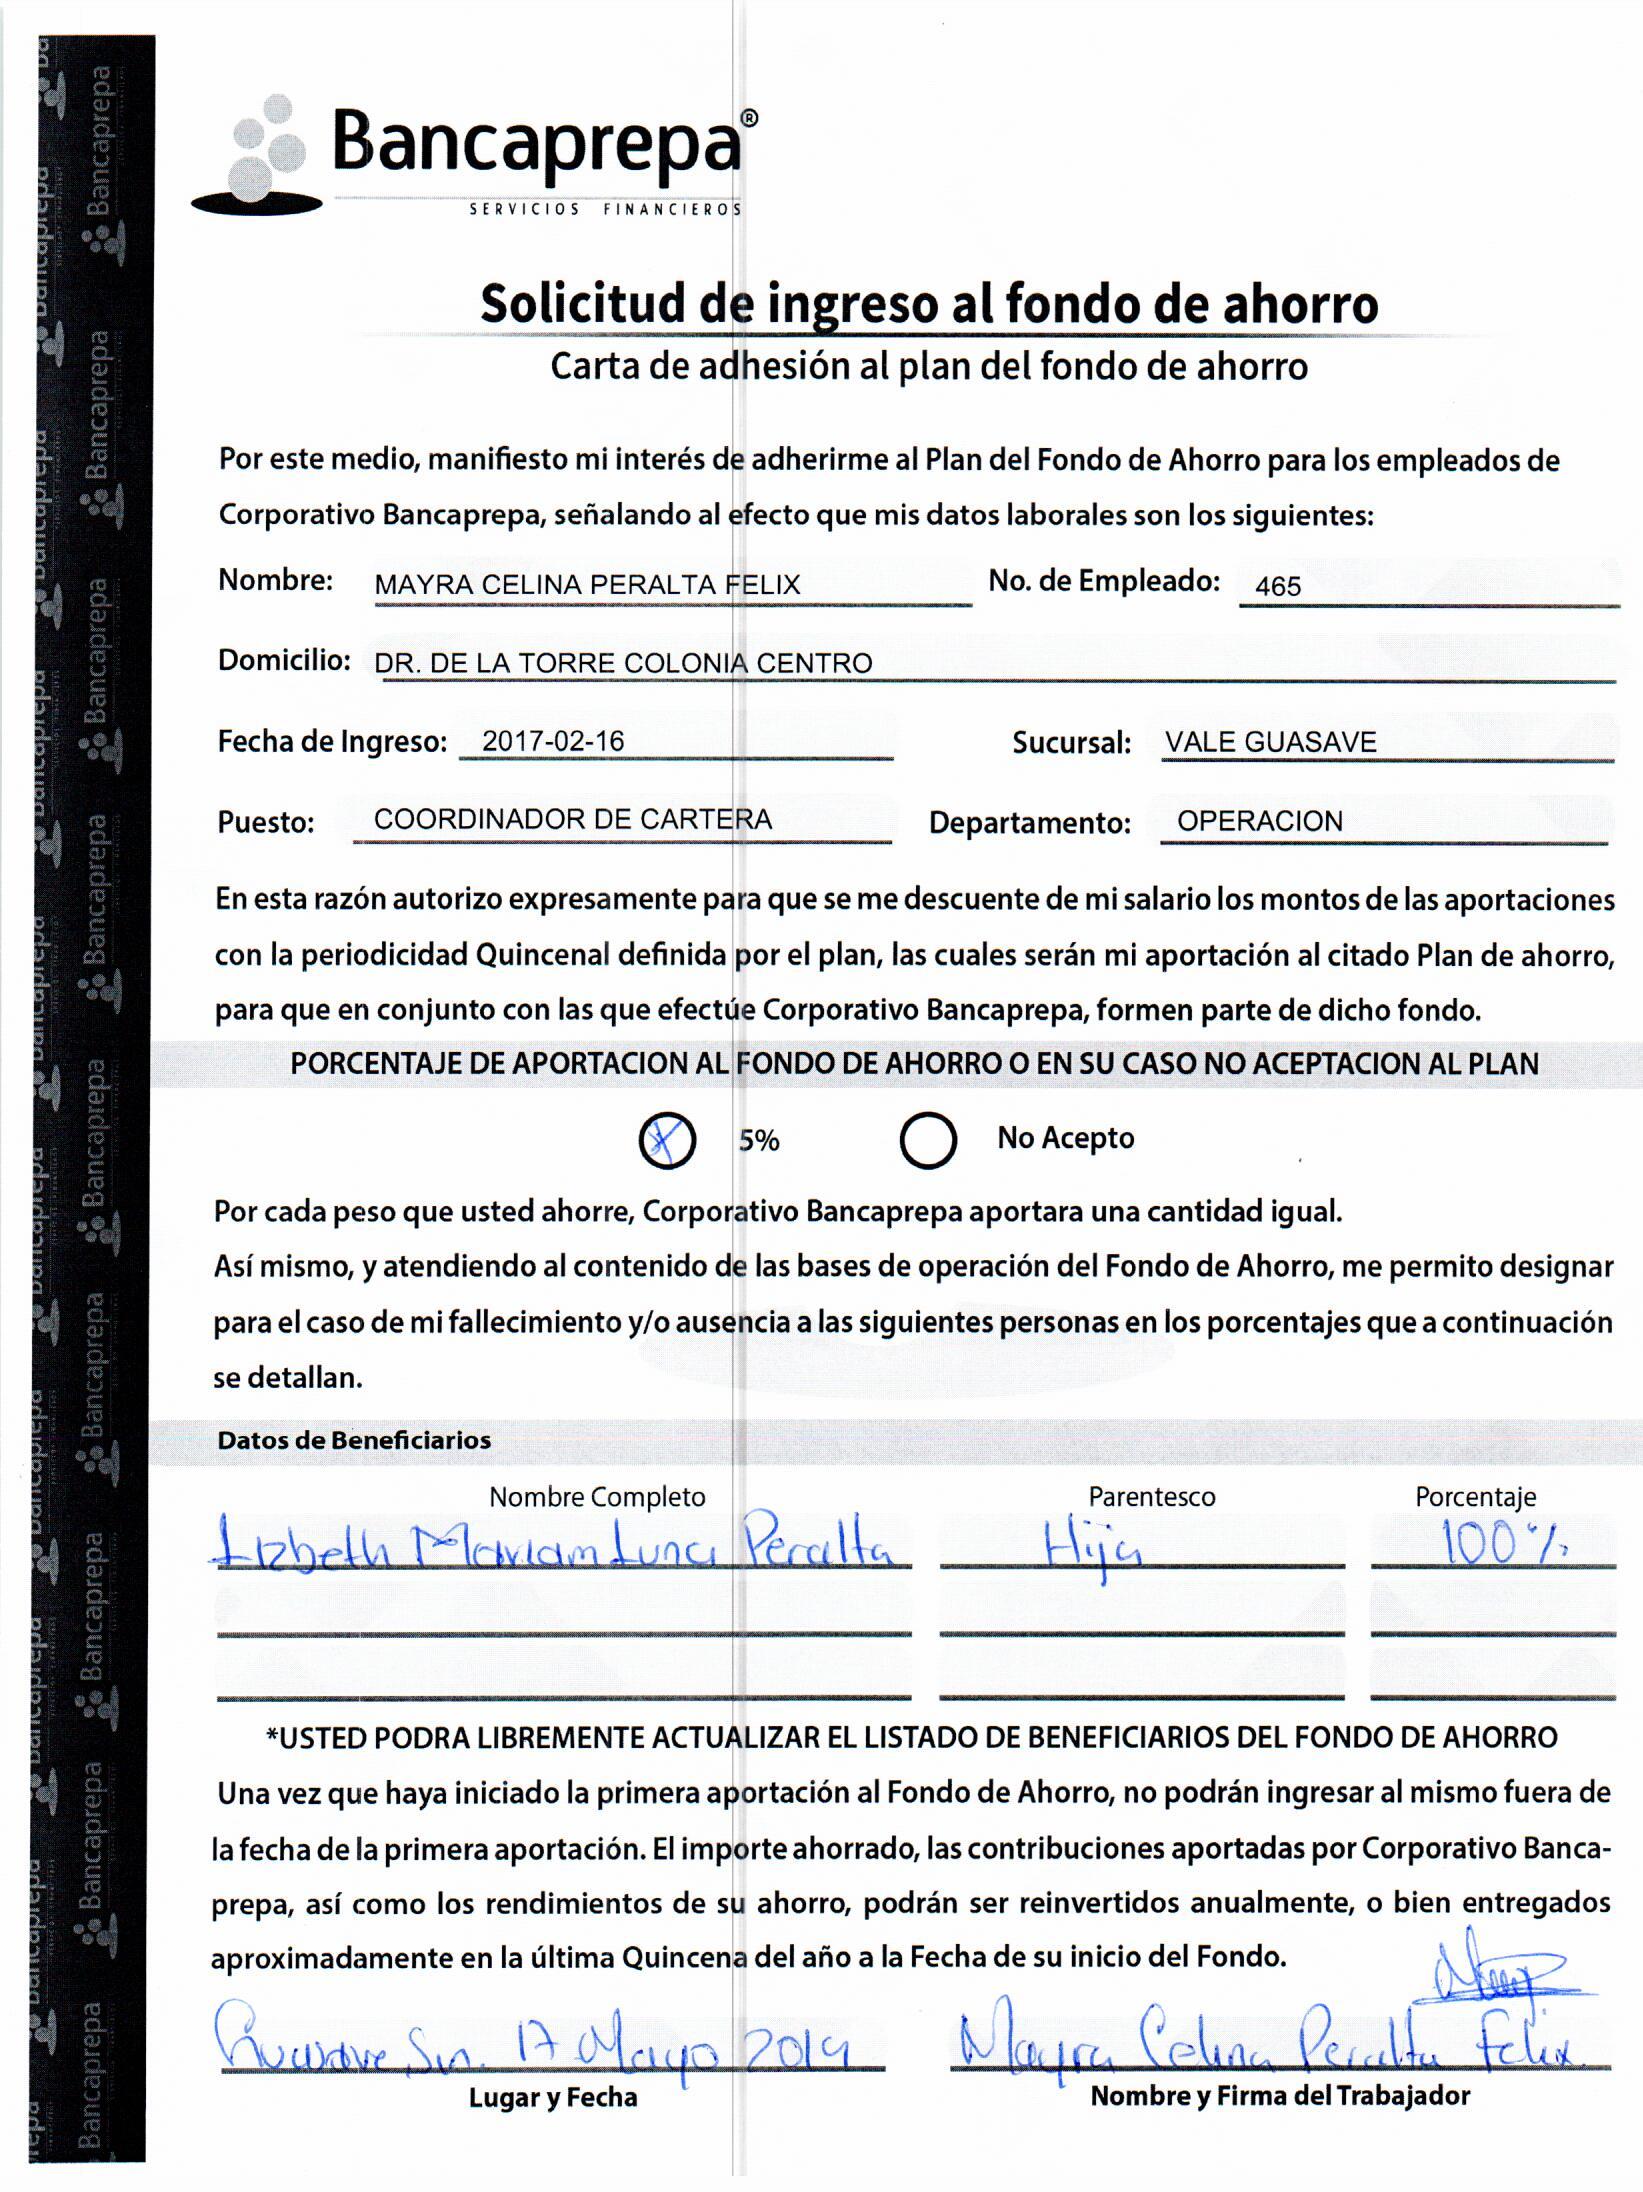 Bancaprepa®
SERVICIOS FINANCIEROS
Solicitud de ingreso al fondo de ahorro
Carta de adhesión al plan del fondo de ahorro
Por este medio, manifiesto mi interés de adherirme al Plan del Fondo de Ahorro para los empleados de
Corporativo Bancaprepa, señalando al efecto que mis datos laborales son los siguientes:
Nombre: MAYRA CELINA PERALTA FELIX No. de Empleado: 465
Domicilio: DR. DE LA TORRE COLONIA CENTRO
Fecha de Ingreso: 2017-02-16 Sucursal: VALE GUASAVE
Puesto: COORDINADOR DE CARTERA Departamento: OPERACION
En esta razón autorizo expresamente para que se me descuente de mi salario los montos de las aportaciones
con la periodicidad Quincenal definida por el plan, las cuales serán mi aportación al citado Plan de ahorro,
para que en conjunto con las que efectúe Corporativo Bancaprepa, formen parte de dicho fondo.
PORCENTAJE DE APORTACION AL FONDO DE AHORRO O EN SU CASO NO ACEPTACION AL PLAN
5% No Acepto
Por cada peso que usted ahorre, Corporativo Bancaprepa aportara una cantidad igual.
Así mismo, y atendiendo al contenido de las bases de operación del Fondo de Ahorro, me permito designar
para el caso de mi fallecimiento y/o ausencia a las siguientes personas en los porcentajes que a continuación
se detallan.
Datos de Beneficiarios
Nombre Completo Parentesco Porcentaje
Lizbeth Mariam Luna Peralta Hija 100%
*USTED PODRA LIBREMENTE ACTUALIZAR EL LISTADO DE BENEFICIARIOS DEL FONDO DE AHORRO
Una vez que haya iniciado la primera aportación al Fondo de Ahorro, no podrán ingresar al mismo fuera de
la fecha de la primera aportación. El importe ahorrado, las contribuciones aportadas por Corporativo Banca-
prepa, así como los rendimientos de su ahorro, podrán ser reinvertidos anualmente, o bien entregados
aproximadamente en la última Quincena del año a la Fecha de su inicio del Fondo.
Guasave, Sin. 17 Mayo 2019 Mayra Celina Peralta Felix.
Lugar y Fecha Nombre y Firma del Trabajador